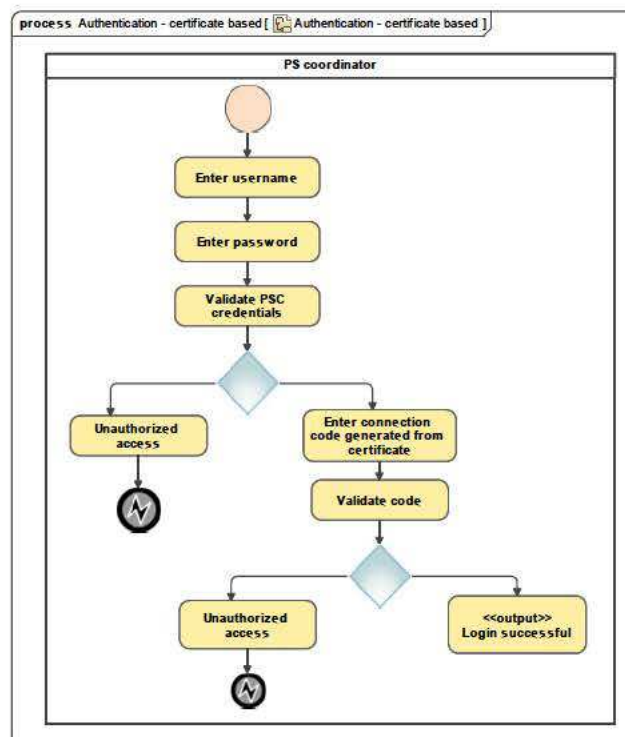 process Authentication - certificate based [ Authentication - certificate based ]
PS coordinator
Enter username
Enter password
Validate PSC
credentials
Unauthorized
access
Enter connection
code generated from
certificate
Validate code
Unauthorized
access
<<output>>
Login successful